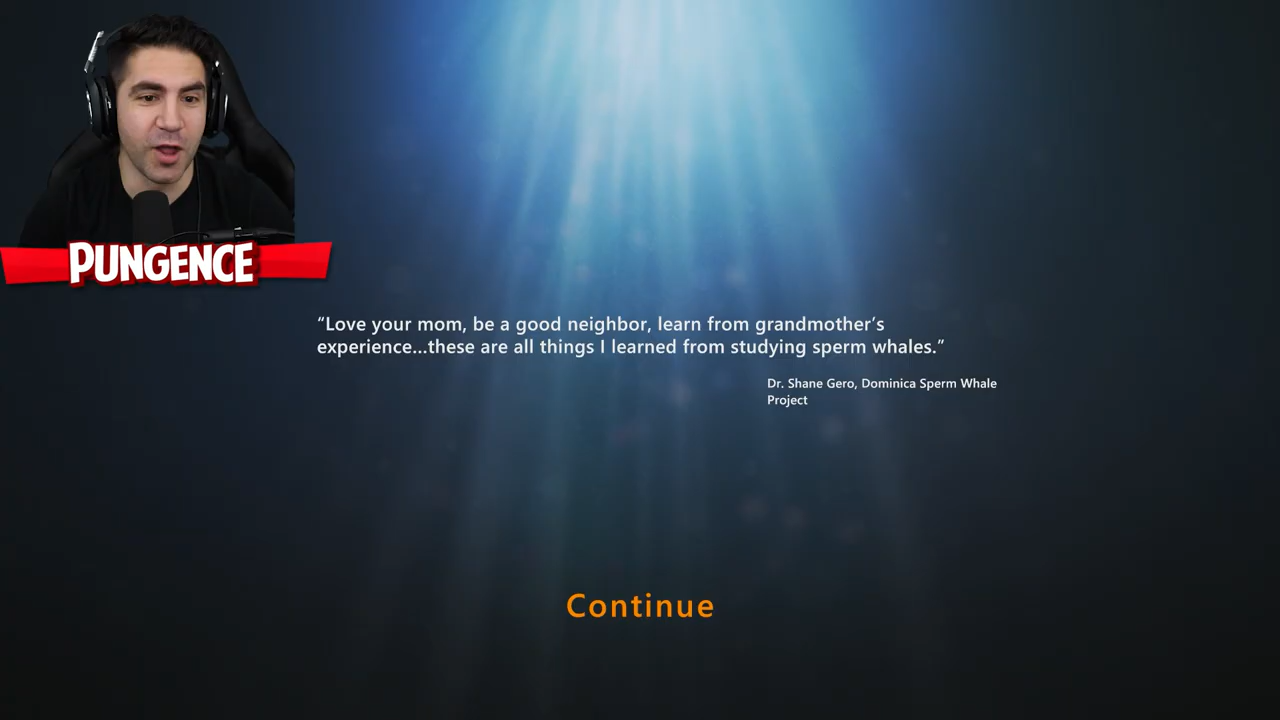 PUNGENCE
“Love your mom, be a good neighbor, learn from grandmother’s
experience...these are all things I learned from studying sperm whales.”
Dr. Shane Gero, Dominica Sperm Whale
Project
Continue